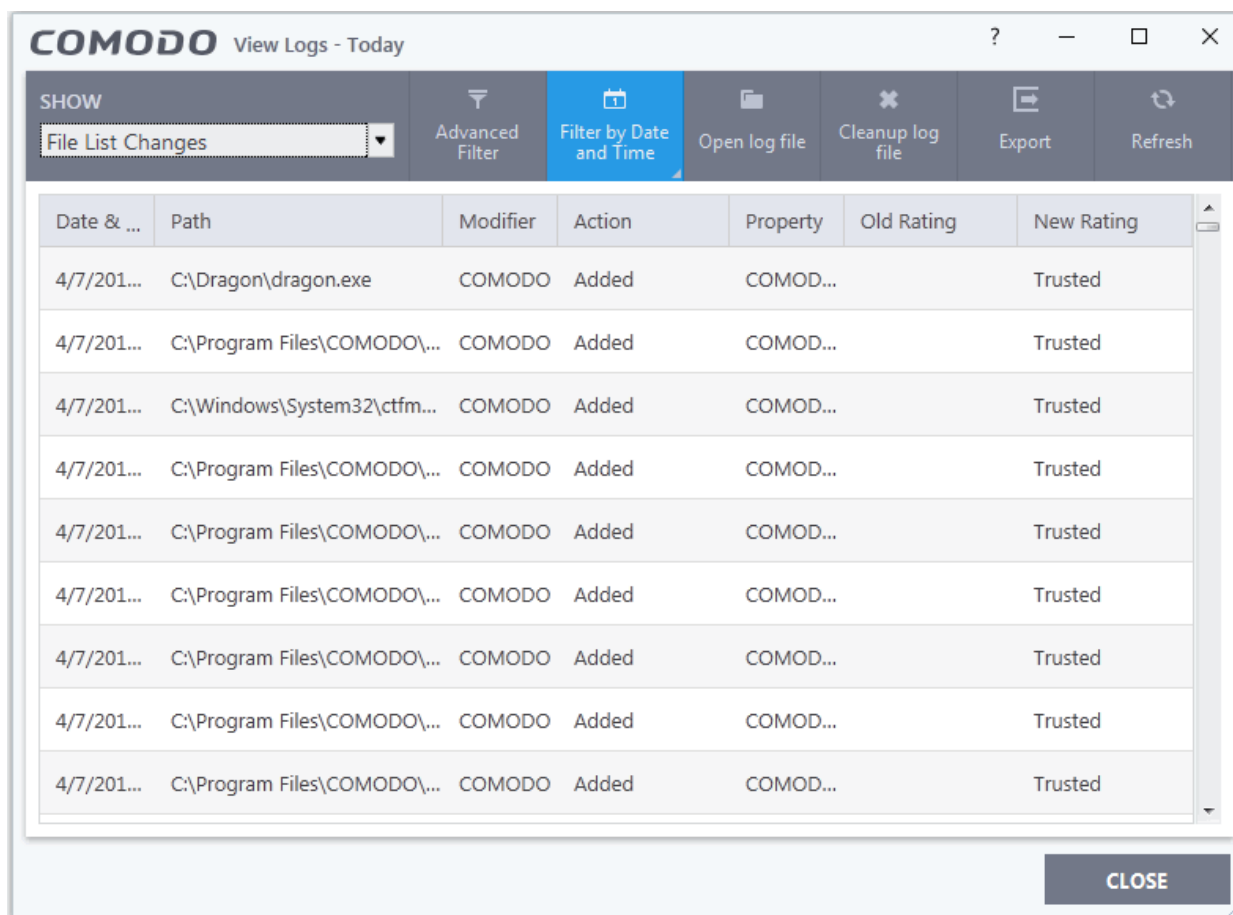 COMODO View Logs - Today ?
SHOW
File List Changes
Advanced
Filter
1
Filter by Date
and Time
Open log file
Cleanup log
file
Export
Refresh
Date & ... Path Modifier Action Property Old Rating New Rating
4/7/201... C:\Dragon\dragon.exe COMODO Added COMOD... Trusted
4/7/201... C:\Program Files\COMODO\... COMODO Added COMOD... Trusted
4/7/201... C:\Windows\System32\ctfm... COMODO Added COMOD... Trusted
4/7/201... C:\Program Files\COMODO\... COMODO Added COMOD... Trusted
4/7/201... C:\Program Files\COMODO\... COMODO Added COMOD... Trusted
4/7/201... C:\Program Files\COMODO\... COMODO Added COMOD... Trusted
4/7/201... C:\Program Files\COMODO\... COMODO Added COMOD... Trusted
4/7/201... C:\Program Files\COMODO\... COMODO Added COMOD... Trusted
4/7/201... C:\Program Files\COMODO\... COMODO Added COMOD... Trusted
CLOSE